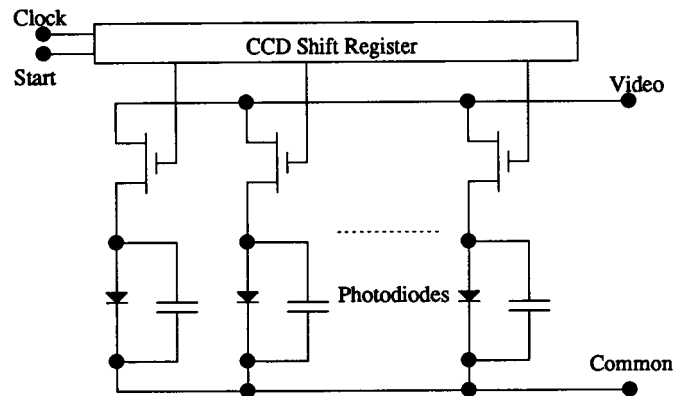 Clock
CCD Shift Register
Start
Video
Photodiodes
Common